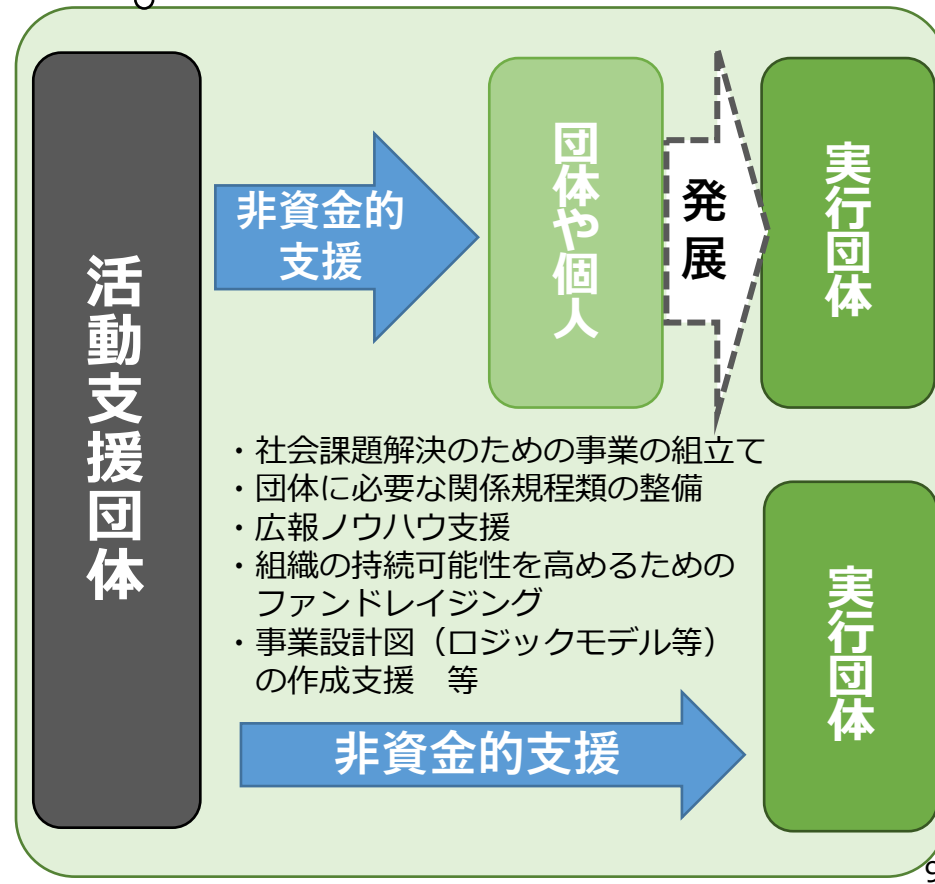 活動支援団体
非資金的
支援
団体や個人
発展
実行団体
・社会課題解決のための事業の組立て
・団体に必要な関係規程類の整備
・広報ノウハウ支援
・組織の持続可能性を高めるための
ファンドレイジング
・事業設計図（ロジックモデル等）
の作成支援　等
非資金的支援
実行団体
9